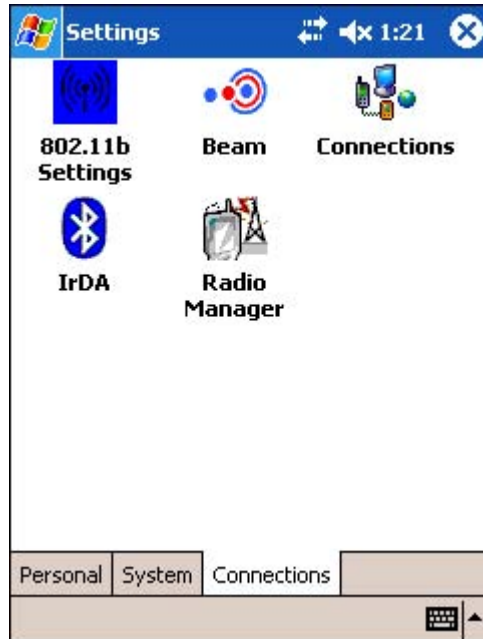 Settings 1:21
802.11b
Settings
Beam
Connections
IrDA
Radio
Manager
Personal System Connections